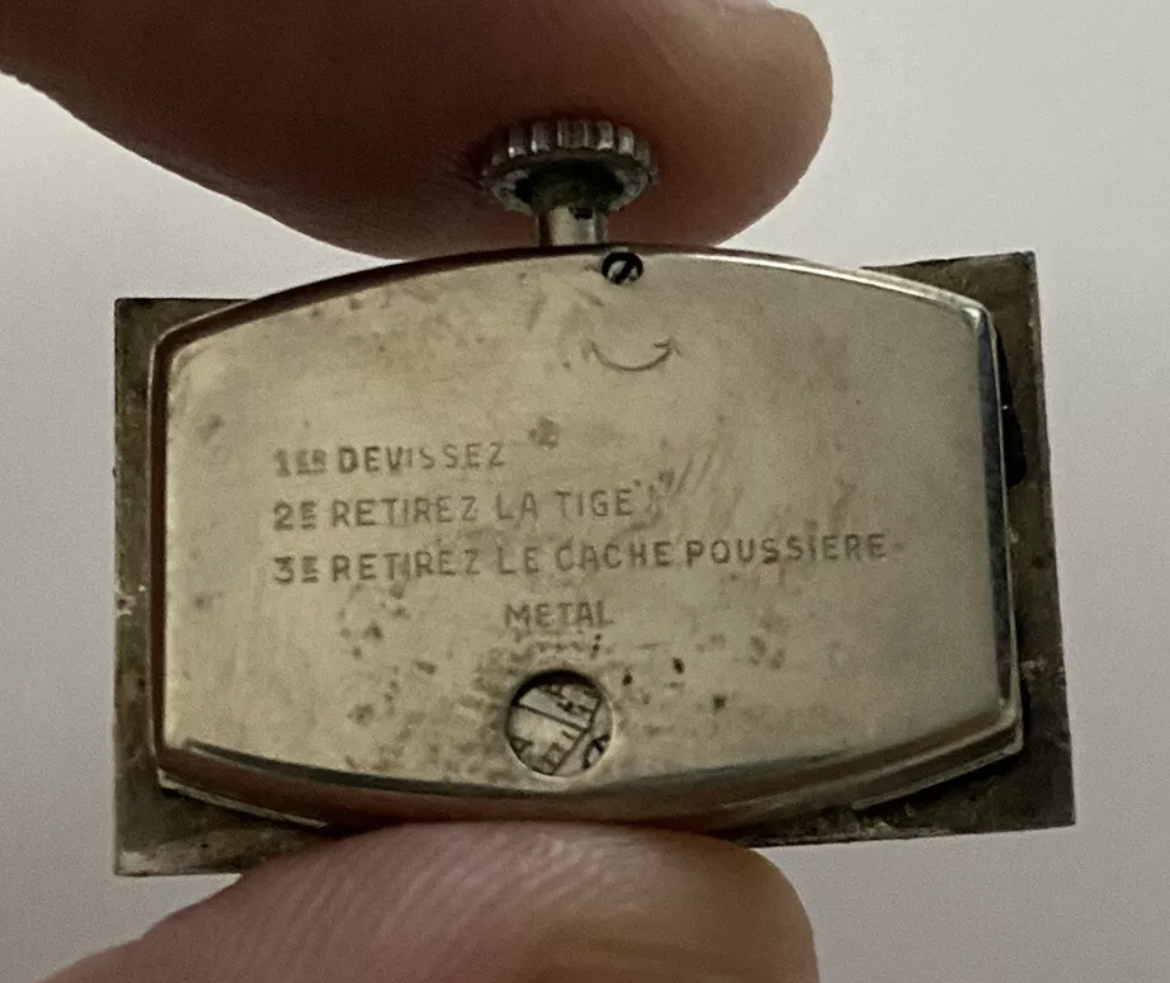 1ER DEVISSEZ
2E RETIREZ LA TIGE
3E RETIREZ LE CACHE POUSSIERE
METAL